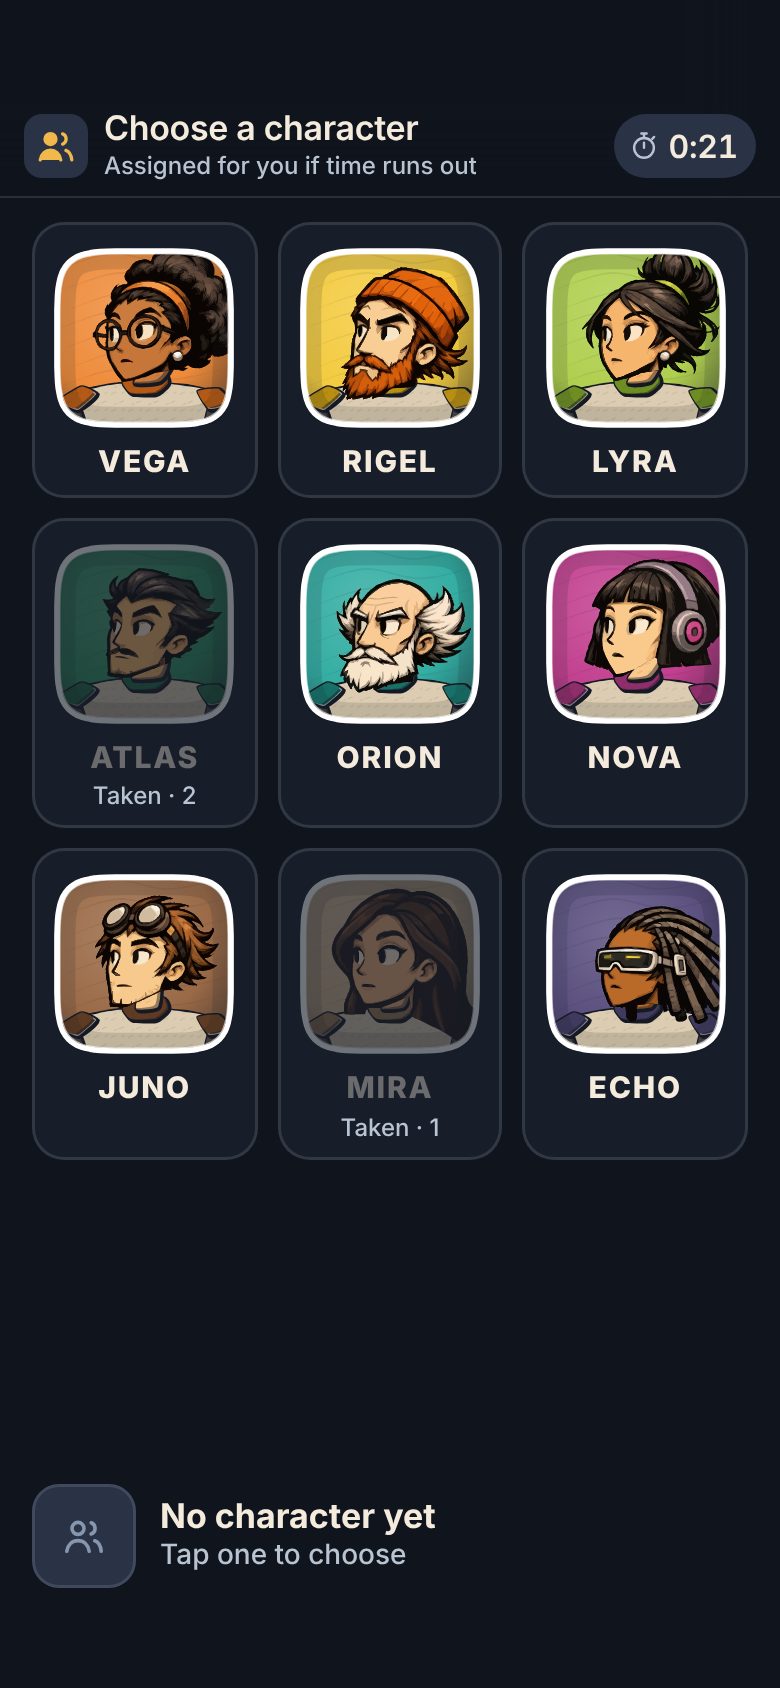 Choose a character
Assigned for you if time runs out
0:21
VEGA
RIGEL
LYRA
ATLAS
Taken · 2
ORION
NOVA
JUNO
MIRA
Taken · 1
ECHO
No character yet
Tap one to choose